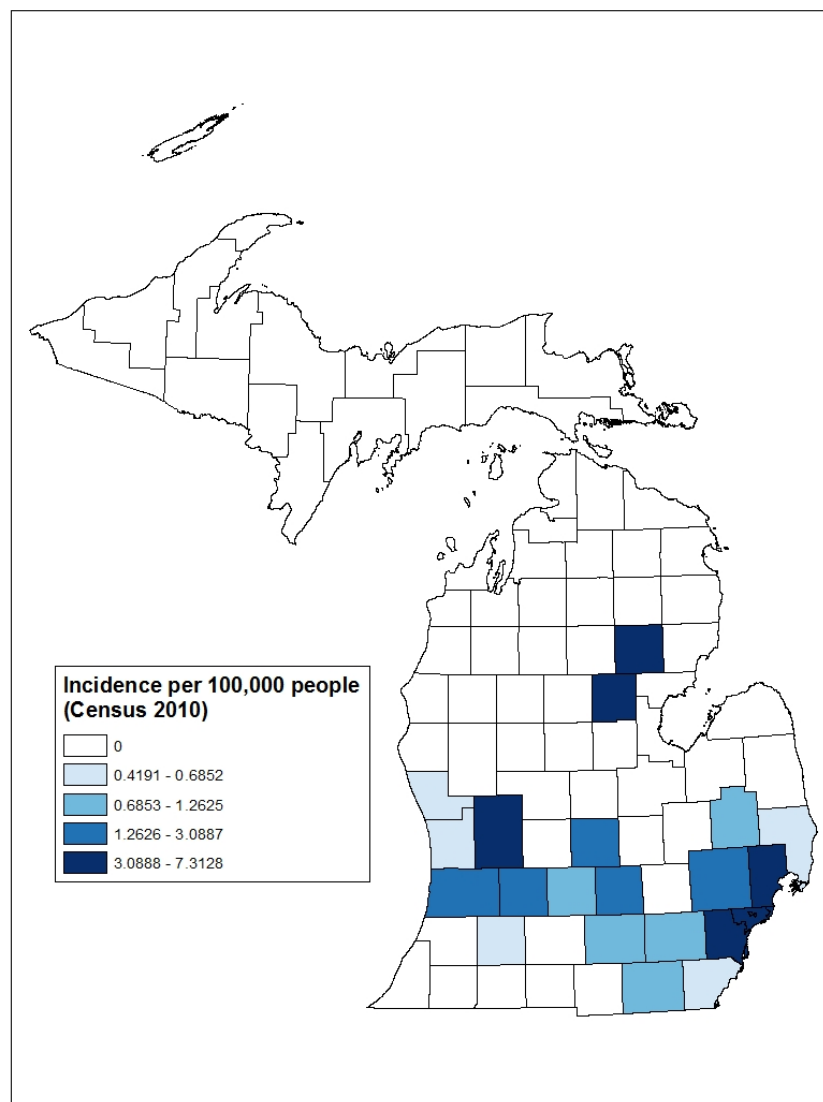 Incidence per 100,000 people
(Census 2010)
0
0.4191 - 0.6852
0.6853 - 1.2625
1.2626 - 3.0887
3.0888 - 7.3128